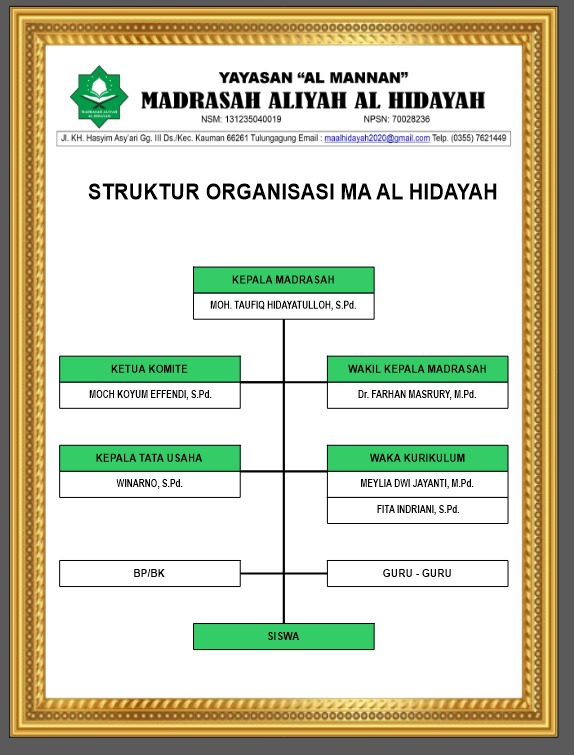 MADRASAH ALIYAH
AL HIDAYAH
YAYASAN “AL MANNAN”
MADRASAH ALIYAH AL HIDAYAH
NSM: 131235040019 NPSN: 70028236
Jl. KH. Hasyim Asy'ari Gg. III Ds./Kec. Kauman 66261 Tulungagung Email : maalhidayah2020@gmail.com Telp. (0355) 7621449
STRUKTUR ORGANISASI MA AL HIDAYAH
KEPALA MADRASAH
MOH. TAUFIQ HIDAYATULLOH, S.Pd.
KETUA KOMITE
MOCH KOYUM EFFENDI, S.Pd.
WAKIL KEPALA MADRASAH
Dr. FARHAN MASRURY, M.Pd.
KEPALA TATA USAHA
WINARNO, S.Pd.
WAKA KURIKULUM
MEYLIA DWI JAYANTI, M.Pd.
FITA INDRIANI, S.Pd.
BP/BK
GURU - GURU
SISWA